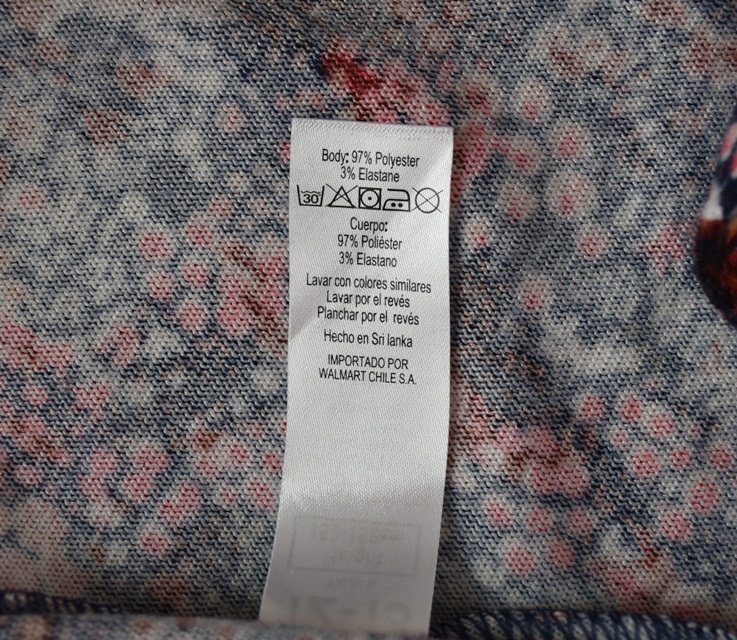 Body: 97% Polyester
3% Elastane
30
Cuerpo:
97% Poliéster
3% Elastano
Lavar con colores similares
Lavar por el revés
Planchar por el revés
Hecho en Sri lanka
IMPORTADO POR
WALMART CHILE S.A.